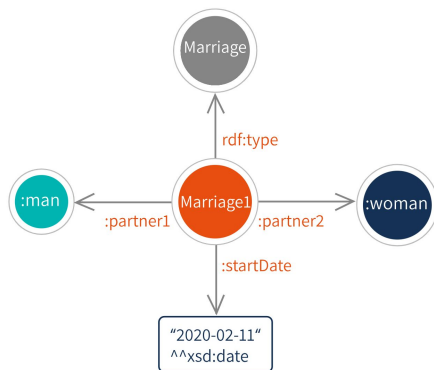 Marriage
rdf:type
:man
Marriage1
:woman
:partner1
:partner2
:startDate
“2020-02-11“
^^xsd:date